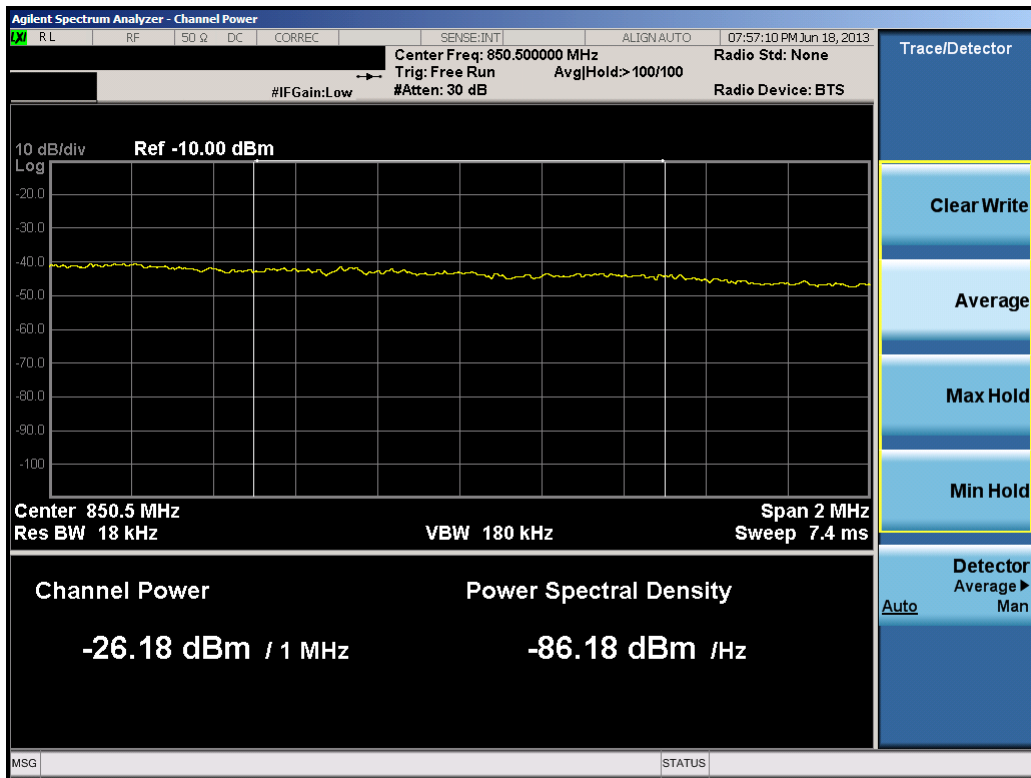 Agilent Spectrum Analyzer - Channel Power
LXI RL RF 50 Ω DC CORREC SENSE:INT ALIGN AUTO 07:57:10 PM Jun 18, 2013
Center Freq: 850.500000 MHz Radio Std: None
Trig: Free Run Avg|Hold:> 100/100
#IFGain:Low #Atten: 30 dB Radio Device: BTS
10 dB/div Ref -10.00 dBm
Log
-20.0
-30.0
-40.0
-50.0
-60.0
-70.0
-80.0
-90.0
-100
Center 850.5 MHz Span 2 MHz
Res BW 18 kHz VBW 180 kHz Sweep 7.4 ms
Channel Power Power Spectral Density
-26.18 dBm / 1 MHz -86.18 dBm /Hz
MSG STATUS
Trace/Detector
Clear Write
Average
Max Hold
Min Hold
Detector
Average ▶
Auto Man